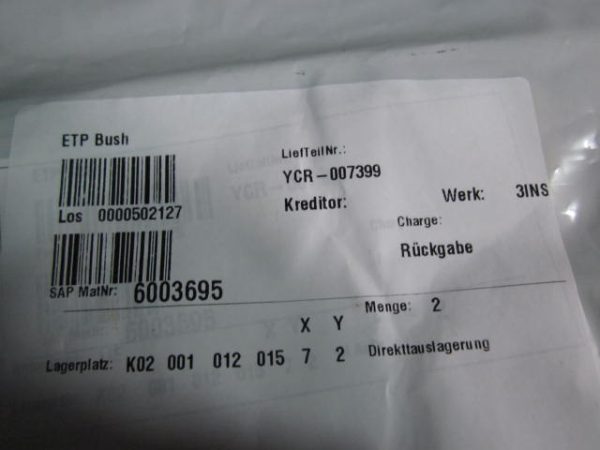 ETP Bush
LiefTeilNr.:
YCR-007399
Los 0000502127
Kreditor:
Werk: 3INS
Charge:
Rückgabe
SAP MatNr: 6003695
Menge: 2
X Y
Lagerplatz: K02 001 012 015 7 2 Direkttauslagerung